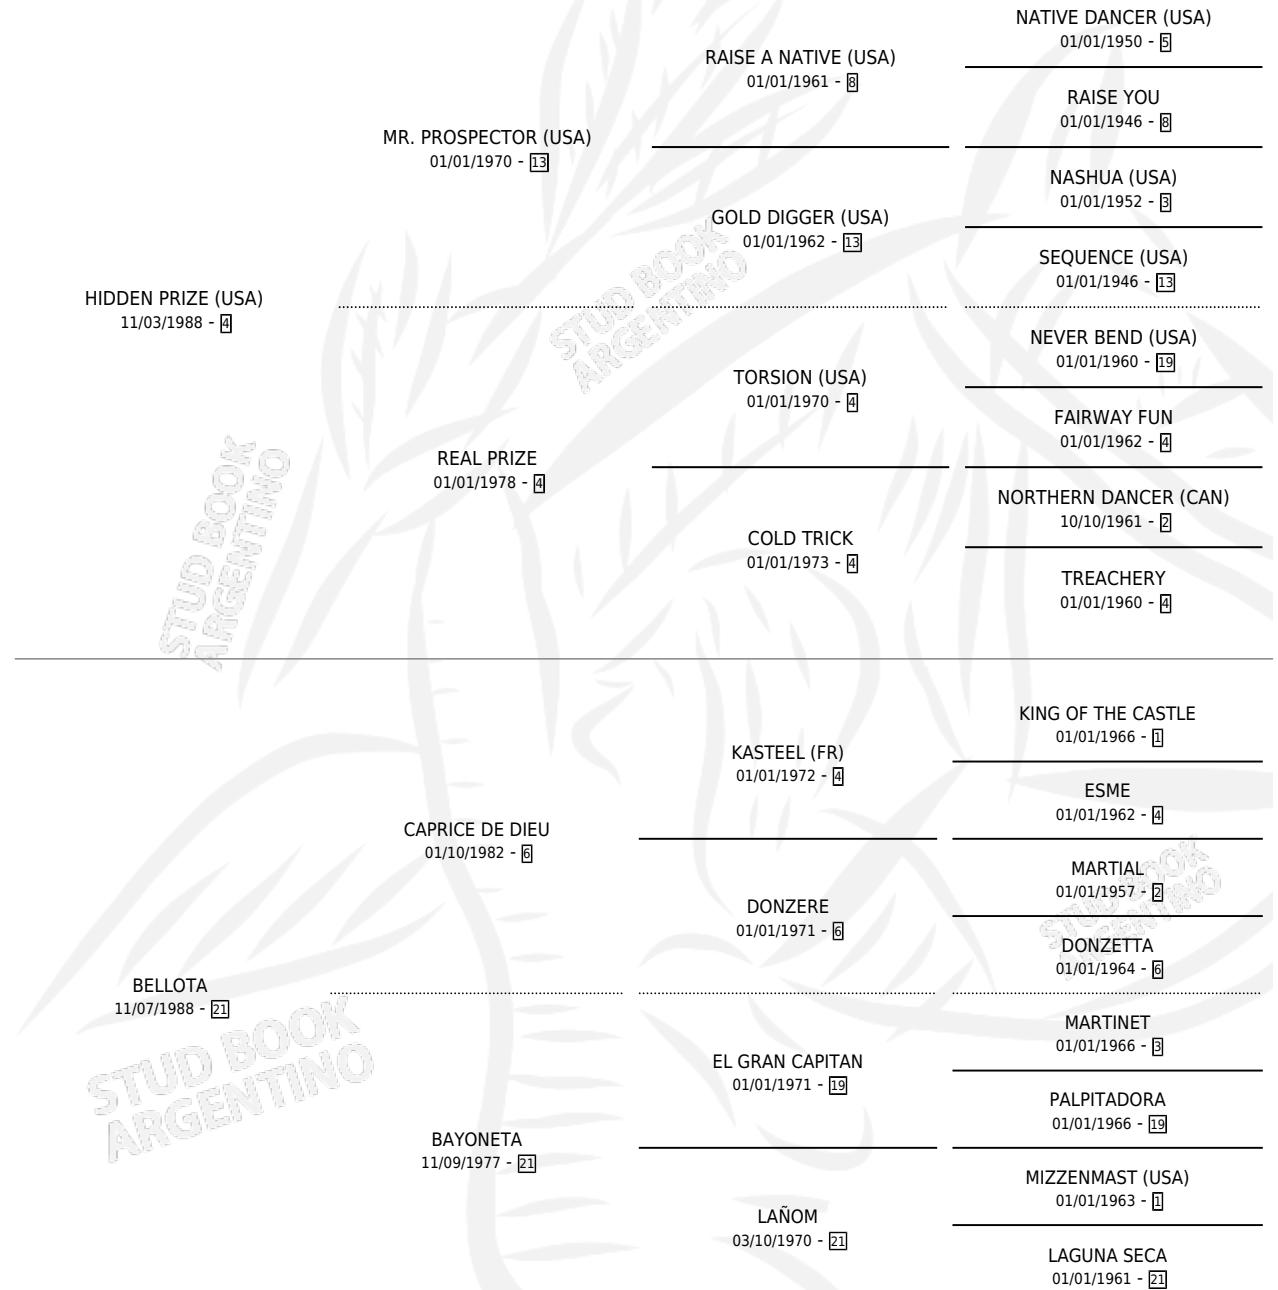 NATIVE DANCER (USA)
01/01/1950 - 5
RAISE A NATIVE (USA)
01/01/1961 - 8
RAISE YOU
01/01/1946 - 8
MR. PROSPECTOR (USA)
01/01/1970 - 13
NASHUA (USA)
01/01/1952 - 3
GOLD DIGGER (USA)
01/01/1962 - 13
SEQUENCE (USA)
01/01/1946 - 13
HIDDEN PRIZE (USA)
11/03/1988 - 4
NEVER BEND (USA)
01/01/1960 - 19
TORSION (USA)
01/01/1970 - 4
FAIRWAY FUN
01/01/1962 - 4
REAL PRIZE
01/01/1978 - 4
NORTHERN DANCER (CAN)
10/10/1961 - 2
COLD TRICK
01/01/1973 - 4
TREACHERY
01/01/1960 - 4
KING OF THE CASTLE
01/01/1966 - 1
KASTEEL (FR)
01/01/1972 - 4
ESME
01/01/1962 - 4
CAPRICE DE DIEU
01/10/1982 - 6
MARTIAL
01/01/1957 - 2
DONZERE
01/01/1971 - 6
DONZETTA
01/01/1964 - 6
BELLOTA
11/07/1988 - 21
MARTINET
01/01/1966 - 3
EL GRAN CAPITAN
01/01/1971 - 19
PALPITADORA
01/01/1966 - 19
BAYONETA
11/09/1977 - 21
MIZZENMAST (USA)
01/01/1963 - 1
LAÑOM
03/10/1970 - 21
LAGUNA SECA
01/01/1961 - 21
STUD BOOK
ARGENTINO
STUD BOOK
ARGENTINO
STUD BOOK
ARGENTINO
STUD BOOK
ARGENTINO